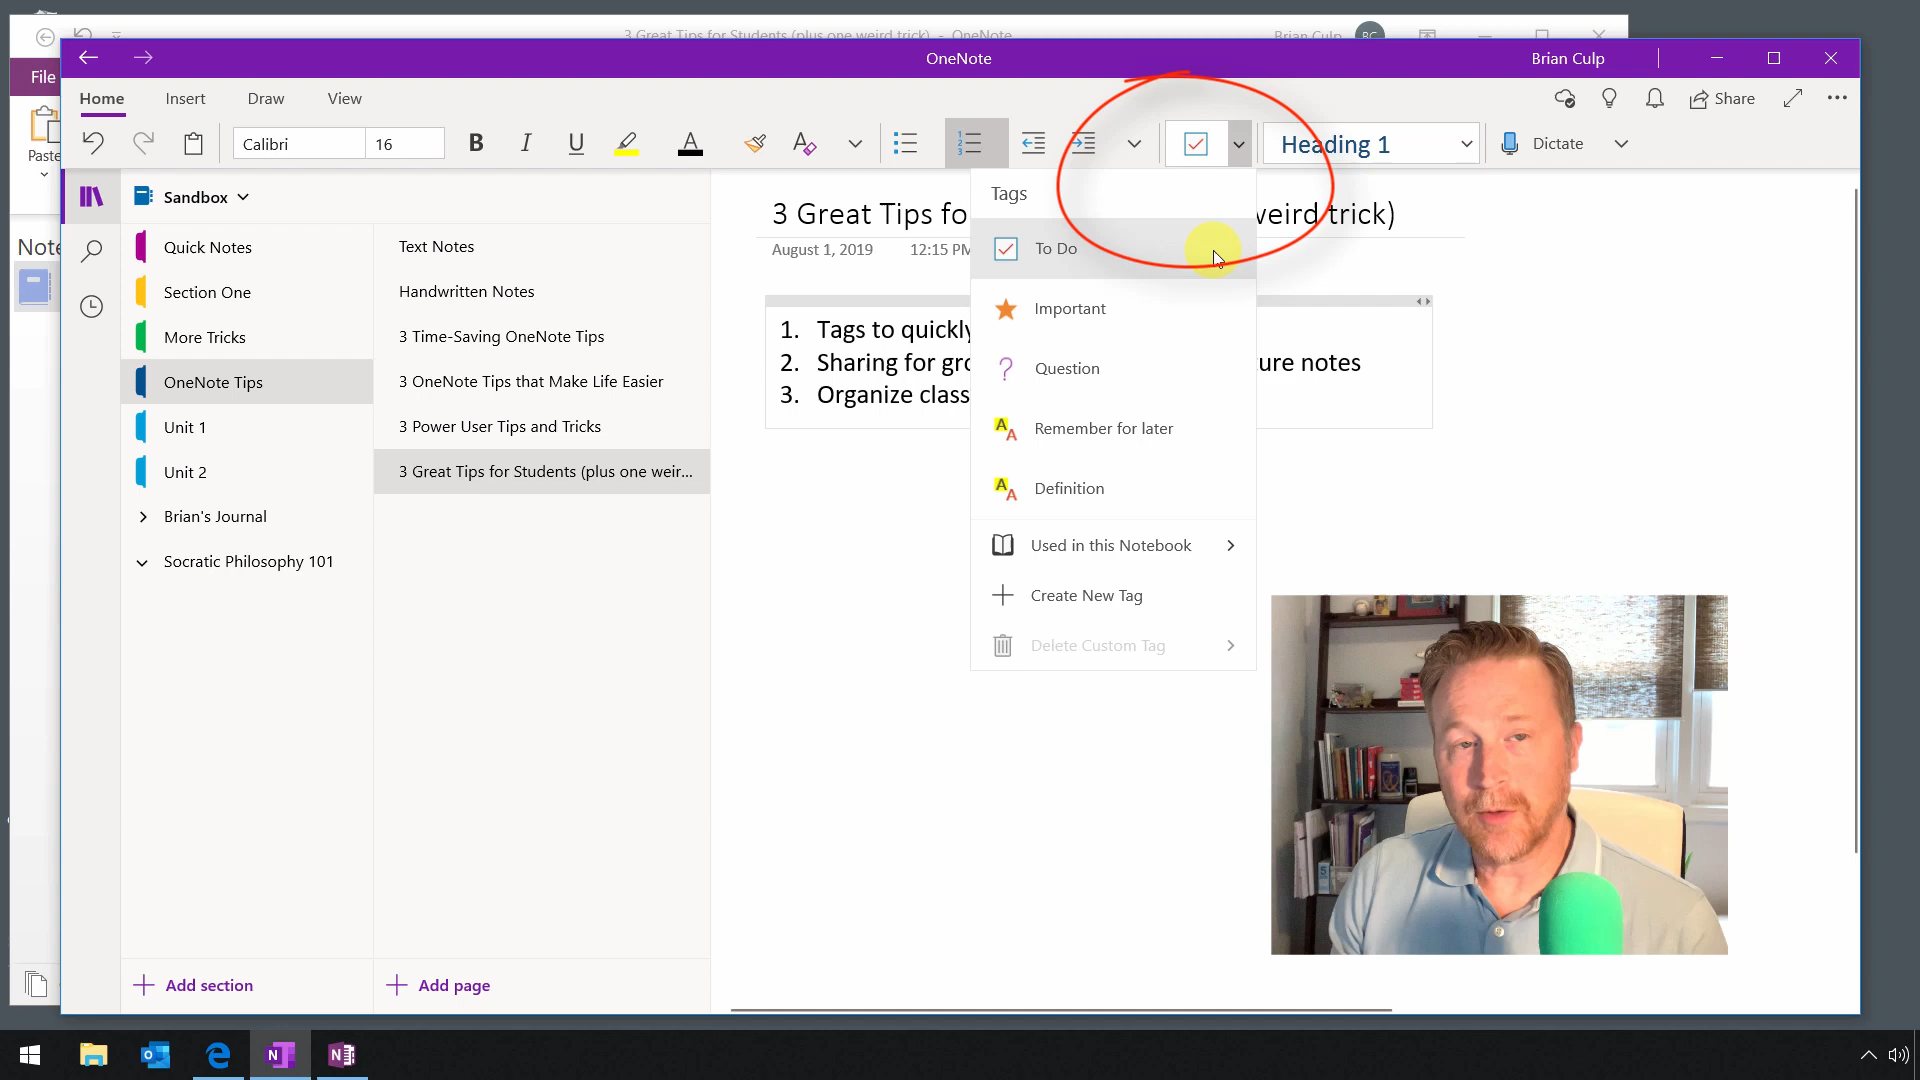 3 Great Tips for Students (plus one weird trick) - OneNote
Brian Culp
BC
OneNote
Brian Culp
File
Home
Insert
Draw
View
Share
Paste
Calibri
16
B
I
U
A
Heading 1
Dictate
Note
Sandbox
Quick Notes
Section One
More Tricks
OneNote Tips
Unit 1
Unit 2
Brian's Journal
Socratic Philosophy 101
Add section
Text Notes
Handwritten Notes
3 Time-Saving OneNote Tips
3 OneNote Tips that Make Life Easier
3 Power User Tips and Tricks
3 Great Tips for Students (plus one weir...
Add page
3 Great Tips fo
eird trick)
August 1, 2019
12:15 PM
1. Tags to quickly
2. Sharing for gro
ture notes
3. Organize class
Tags
To Do
Important
Question
Remember for later
Definition
Used in this Notebook
Create New Tag
Delete Custom Tag